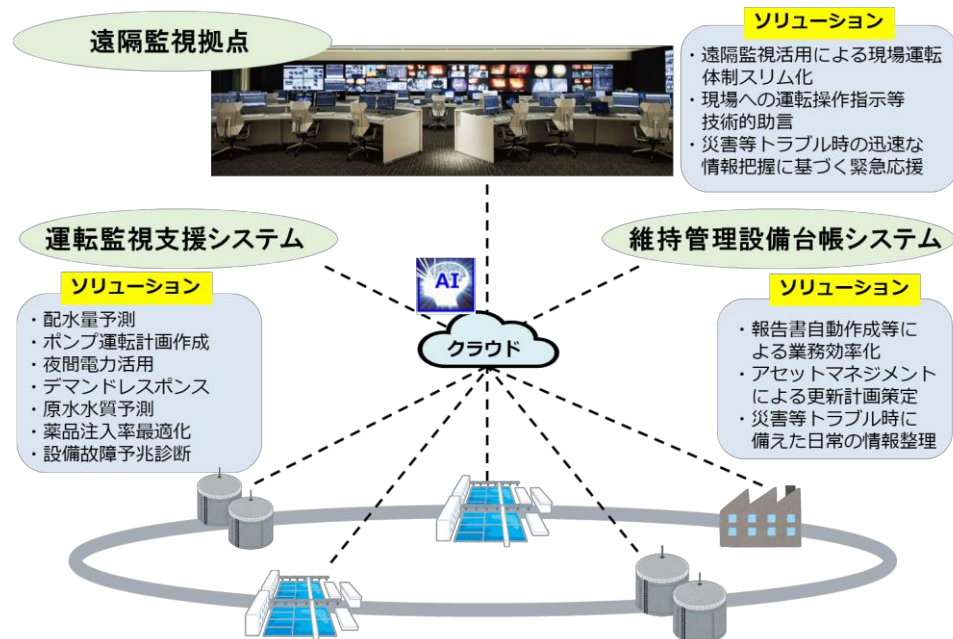 遠隔監視拠点
ソリューション
・遠隔監視活用による現場運転
体制スリム化
・現場への運転操作指示等
技術的助言
・災害等トラブル時の迅速な
情報把握に基づく緊急応援
運転監視支援システム
ソリューション
・配水量予測
・ポンプ運転計画作成
・夜間電力活用
・デマンドレスポンス
・原水水質予測
・薬品注入率最適化
・設備故障予兆診断
AI
クラウド
維持管理設備台帳システム
ソリューション
・報告書自動作成等に
よる業務効率化
・アセットマネジメント
による更新計画策定
・災害等トラブル時に
備えた日常の情報整理